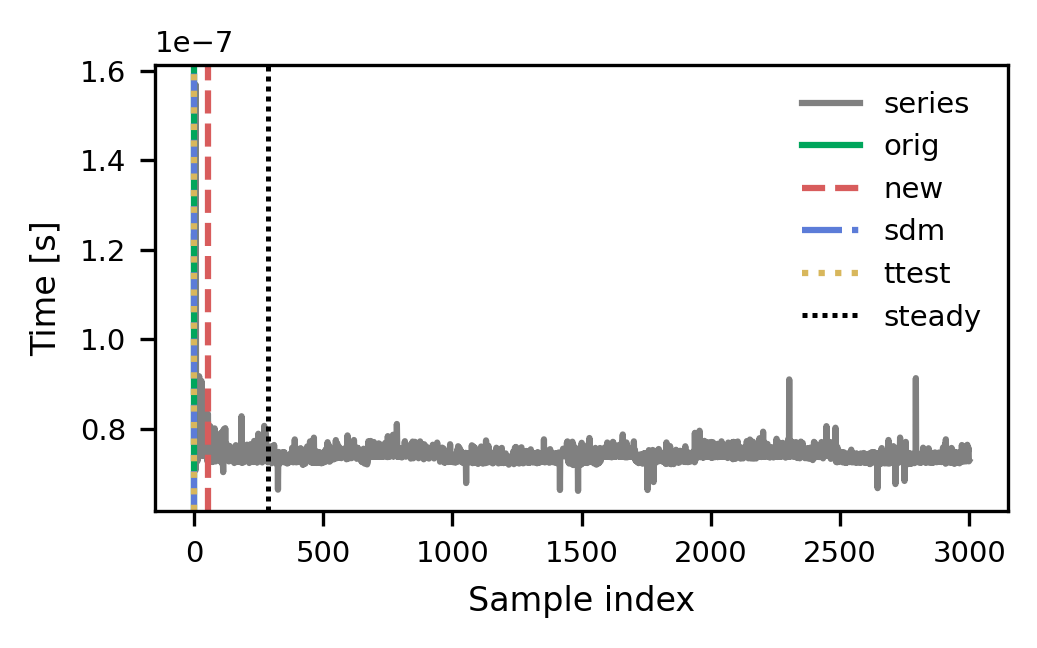 1e−7
1.6
1.4
1.2
1.0
0.8
Time [s]
series
orig
new
sdm
ttest
steady
0 500 1000 1500 2000 2500 3000
Sample index